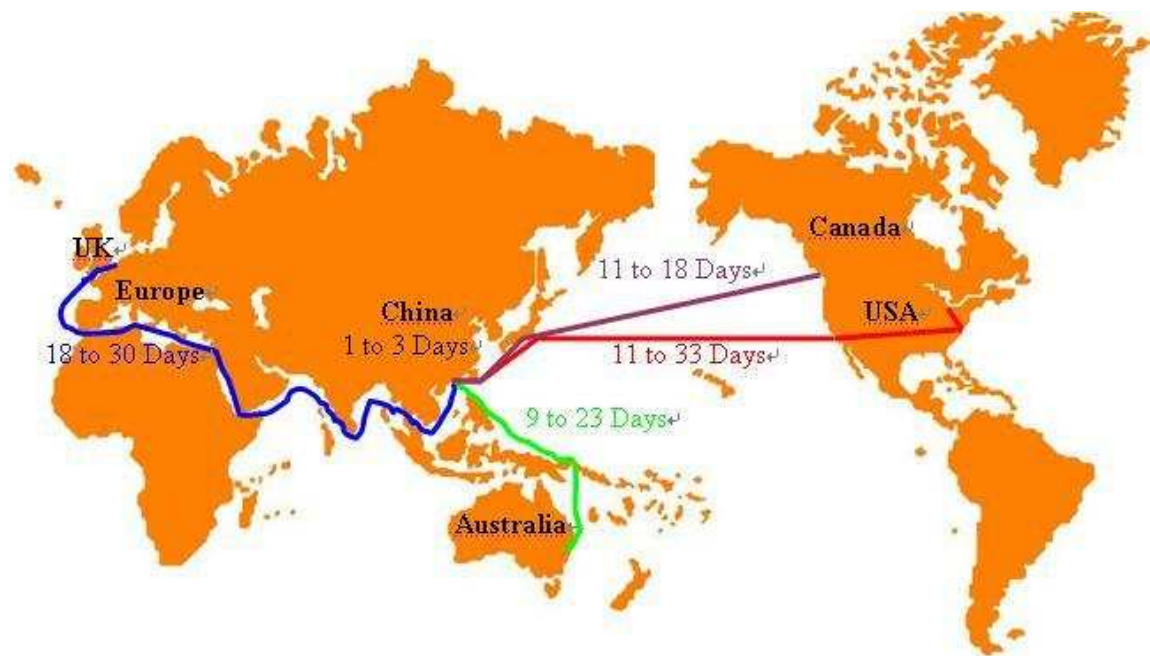 Canada↵
UK↵
11 to 18 Days↵
Europe↵
China↵
USA↵
1 to 3 Days↵
18 to 30 Days↵
11 to 33 Days↵
9 to 23 Days↵
Australia↵